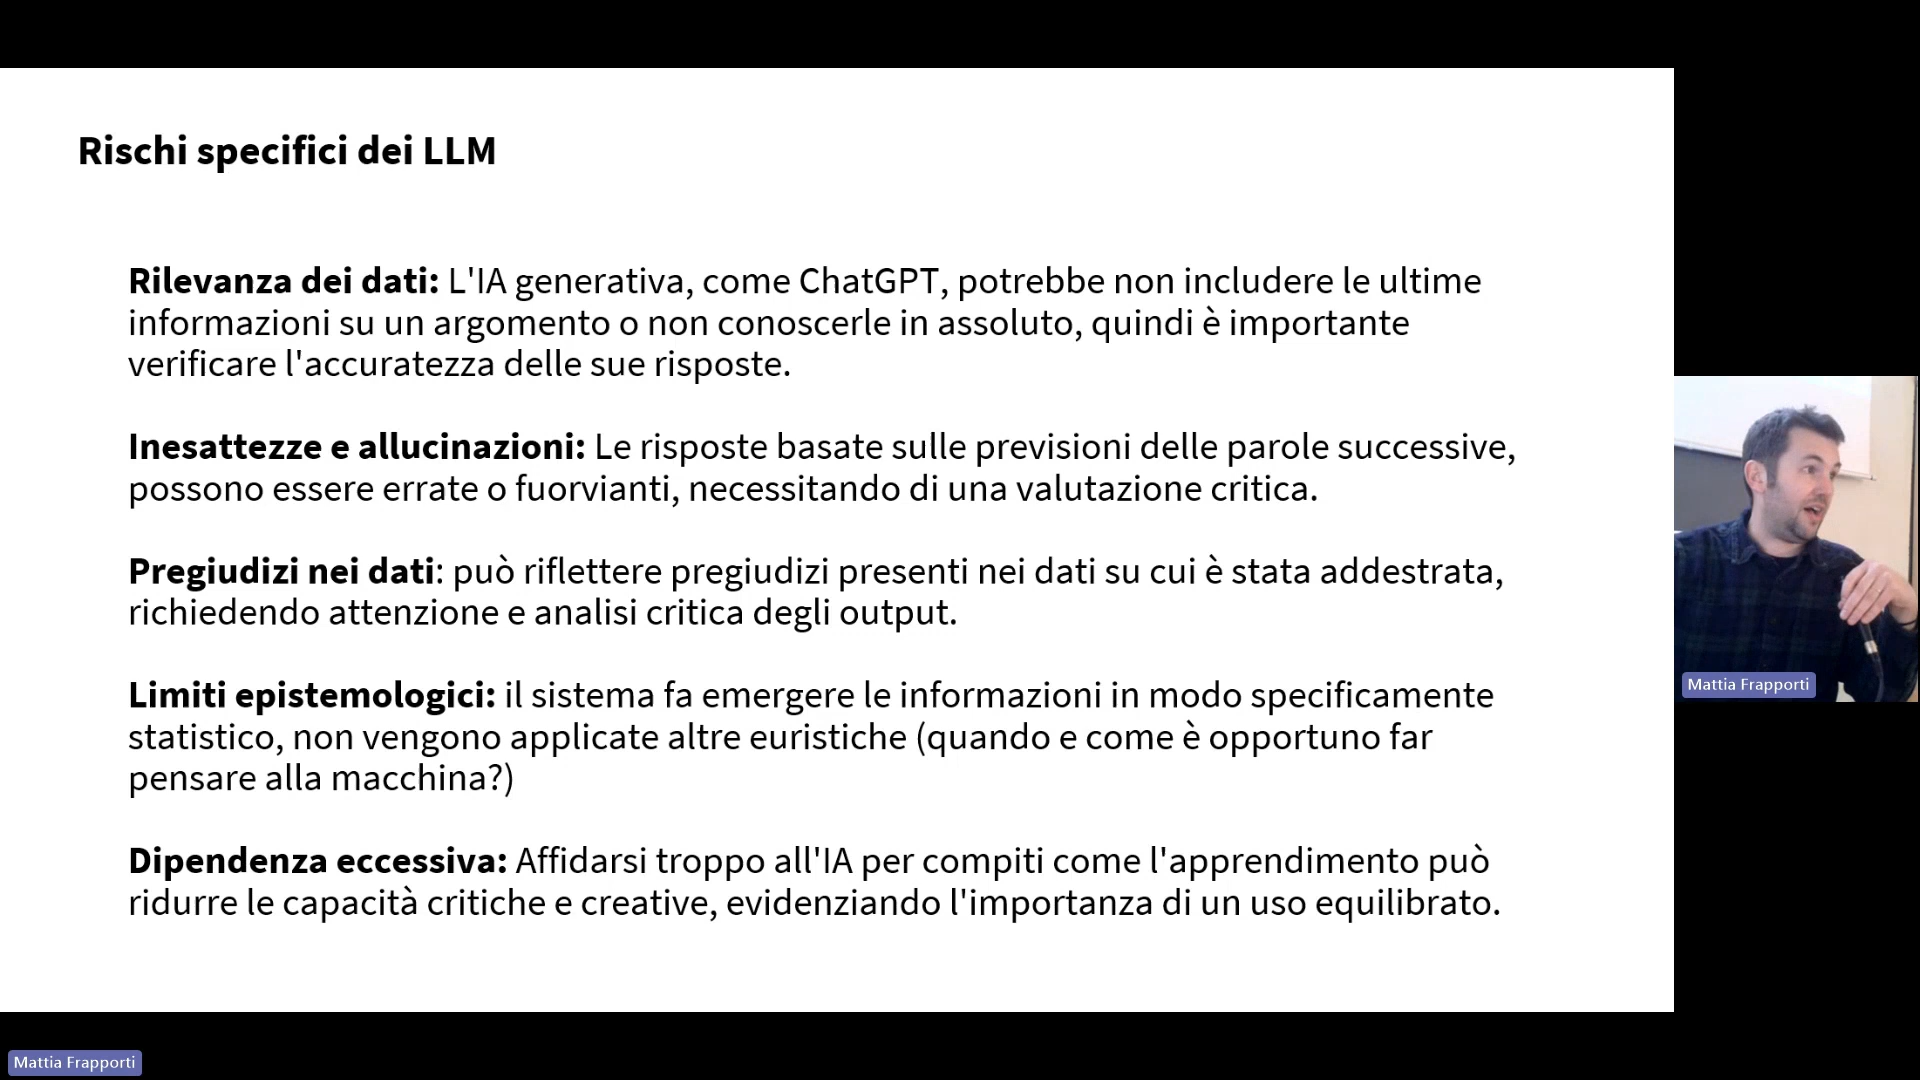 Rischi specifici dei LLM
Rilevanza dei dati: L'IA generativa, come ChatGPT, potrebbe non includere le ultime
informazioni su un argomento o non conoscerle in assoluto, quindi è importante
verificare l'accuratezza delle sue risposte.
Inesattezze e allucinazioni: Le risposte basate sulle previsioni delle parole successive,
possono essere errate o fuorvianti, necessitando di una valutazione critica.
Pregiudizi nei dati: può riflettere pregiudizi presenti nei dati su cui è stata addestrata,
richiedendo attenzione e analisi critica degli output.
Limiti epistemologici: il sistema fa emergere le informazioni in modo specificamente
statistico, non vengono applicate altre euristiche (quando e come è opportuno far
pensare alla macchina?)
Dipendenza eccessiva: Affidarsi troppo all'IA per compiti come l'apprendimento può
ridurre le capacità critiche e creative, evidenziando l'importanza di un uso equilibrato.
Mattia Frapporti
Mattia Frapporti